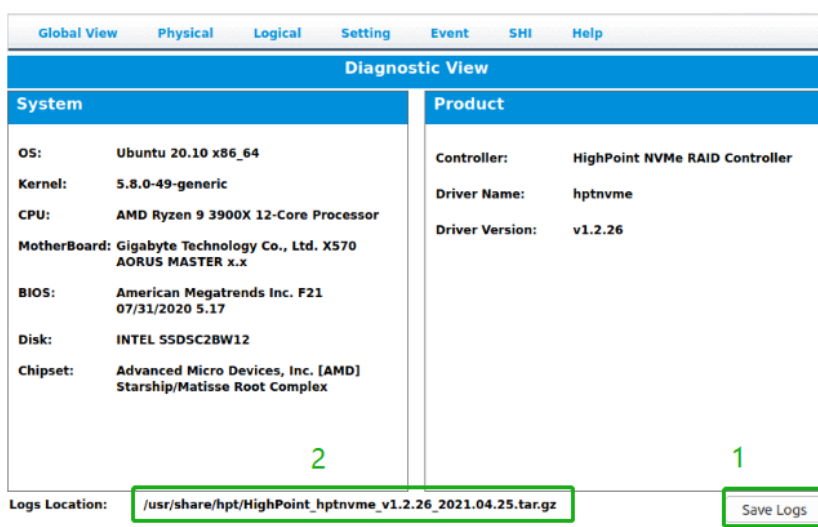 Global View Physical Logical Setting Event SHI Help
Diagnostic View
System
OS: Ubuntu 20.10 x86_64
Kernel: 5.8.0-49-generic
CPU: AMD Ryzen 9 3900X 12-Core Processor
MotherBoard: Gigabyte Technology Co., Ltd. X570
AORUS MASTER x.x
BIOS: American Megatrends Inc. F21
07/31/2020 5.17
Disk: INTEL SSDSC2BW12
Chipset: Advanced Micro Devices, Inc. [AMD]
Starship/Matisse Root Complex
Product
Controller: HighPoint NVMe RAID Controller
Driver Name: hptnvme
Driver Version: v1.2.26
2
1
Logs Location: /usr/share/hpt/HighPoint_hptnvme_v1.2.26_2021.04.25.tar.gz
Save Logs